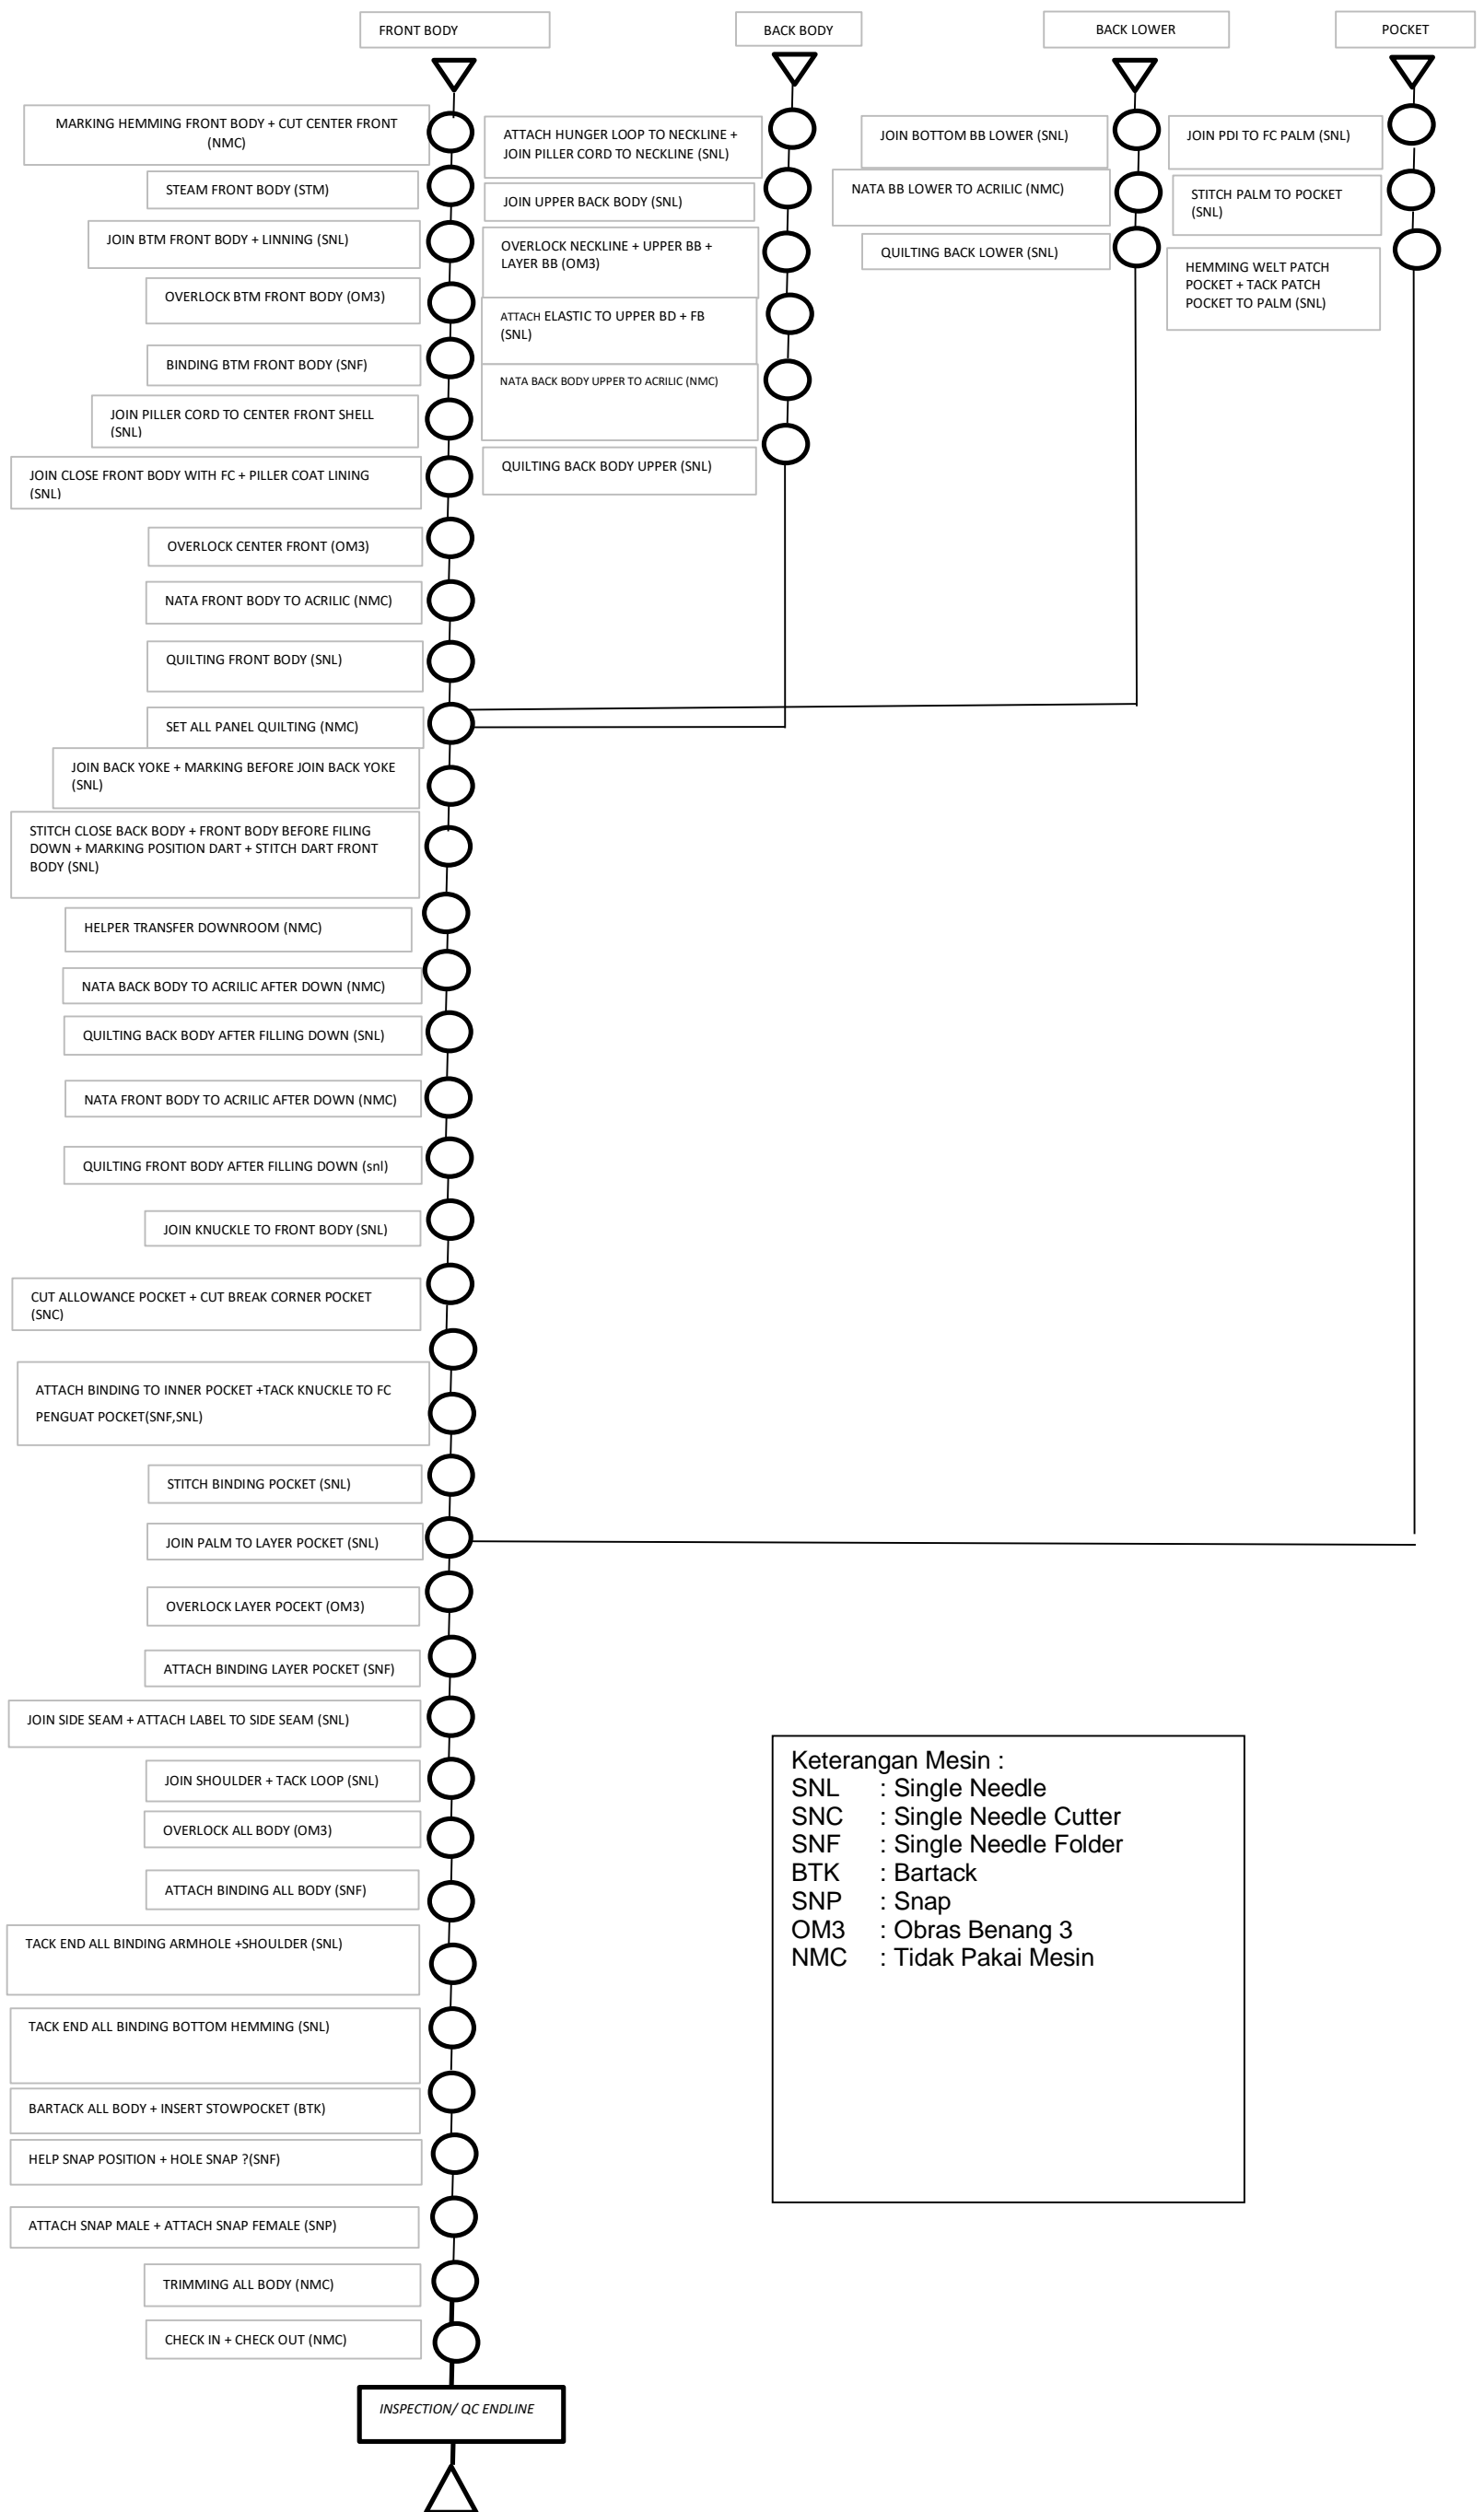 FRONT BODY
BACK BODY
BACK LOWER
POCKET
MARKING HEMMING FRONT BODY + CUT CENTER FRONT
(NMC)
STEAM FRONT BODY (STM)
JOIN BTM FRONT BODY + LINNING (SNL)
OVERLOCK BTM FRONT BODY (OM3)
BINDING BTM FRONT BODY (SNF)
JOIN PILLER CORD TO CENTER FRONT SHELL
(SNL)
JOIN CLOSE FRONT BODY WITH FC + PILLER COAT LINING
(SNL)
OVERLOCK CENTER FRONT (OM3)
NATA FRONT BODY TO ACRILIC (NMC)
QUILTING FRONT BODY (SNL)
SET ALL PANEL QUILTING (NMC)
JOIN BACK YOKE + MARKING BEFORE JOIN BACK YOKE
(SNL)
STITCH CLOSE BACK BODY + FRONT BODY BEFORE FILING
DOWN + MARKING POSITION DART + STITCH DART FRONT
BODY (SNL)
HELPER TRANSFER DOWNROOM (NMC)
NATA BACK BODY TO ACRILIC AFTER DOWN (NMC)
QUILTING BACK BODY AFTER FILLING DOWN (SNL)
NATA FRONT BODY TO ACRILIC AFTER DOWN (NMC)
QUILTING FRONT BODY AFTER FILLING DOWN (snl)
JOIN KNUCKLE TO FRONT BODY (SNL)
CUT ALLOWANCE POCKET + CUT BREAK CORNER POCKET
(SNC)
ATTACH BINDING TO INNER POCKET +TACK KNUCKLE TO FC
PENGUAT POCKET(SNF,SNL)
STITCH BINDING POCKET (SNL)
JOIN PALM TO LAYER POCKET (SNL)
OVERLOCK LAYER POCEKT (OM3)
ATTACH BINDING LAYER POCKET (SNF)
JOIN SIDE SEAM + ATTACH LABEL TO SIDE SEAM (SNL)
JOIN SHOULDER + TACK LOOP (SNL)
OVERLOCK ALL BODY (OM3)
ATTACH BINDING ALL BODY (SNF)
TACK END ALL BINDING ARMHOLE +SHOULDER (SNL)
TACK END ALL BINDING BOTTOM HEMMING (SNL)
BARTACK ALL BODY + INSERT STOWPOCKET (BTK)
HELP SNAP POSITION + HOLE SNAP ?(SNF)
ATTACH SNAP MALE + ATTACH SNAP FEMALE (SNP)
TRIMMING ALL BODY (NMC)
CHECK IN + CHECK OUT (NMC)
INSPECTION/ QC ENDLINE
ATTACH HUNGER LOOP TO NECKLINE +
JOIN PILLER CORD TO NECKLINE (SNL)
JOIN UPPER BACK BODY (SNL)
OVERLOCK NECKLINE + UPPER BB +
LAYER BB (OM3)
ATTACH ELASTIC TO UPPER BD + FB
(SNL)
NATA BACK BODY UPPER TO ACRILIC (NMC)
QUILTING BACK BODY UPPER (SNL)
JOIN BOTTOM BB LOWER (SNL)
NATA BB LOWER TO ACRILIC (NMC)
QUILTING BACK LOWER (SNL)
JOIN PDI TO FC PALM (SNL)
STITCH PALM TO POCKET
(SNL)
HEMMING WELT PATCH
POCKET + TACK PATCH
POCKET TO PALM (SNL)
Keterangan Mesin :
SNL : Single Needle
SNC : Single Needle Cutter
SNF : Single Needle Folder
BTK : Bartack
SNP : Snap
OM3 : Obras Benang 3
NMC : Tidak Pakai Mesin